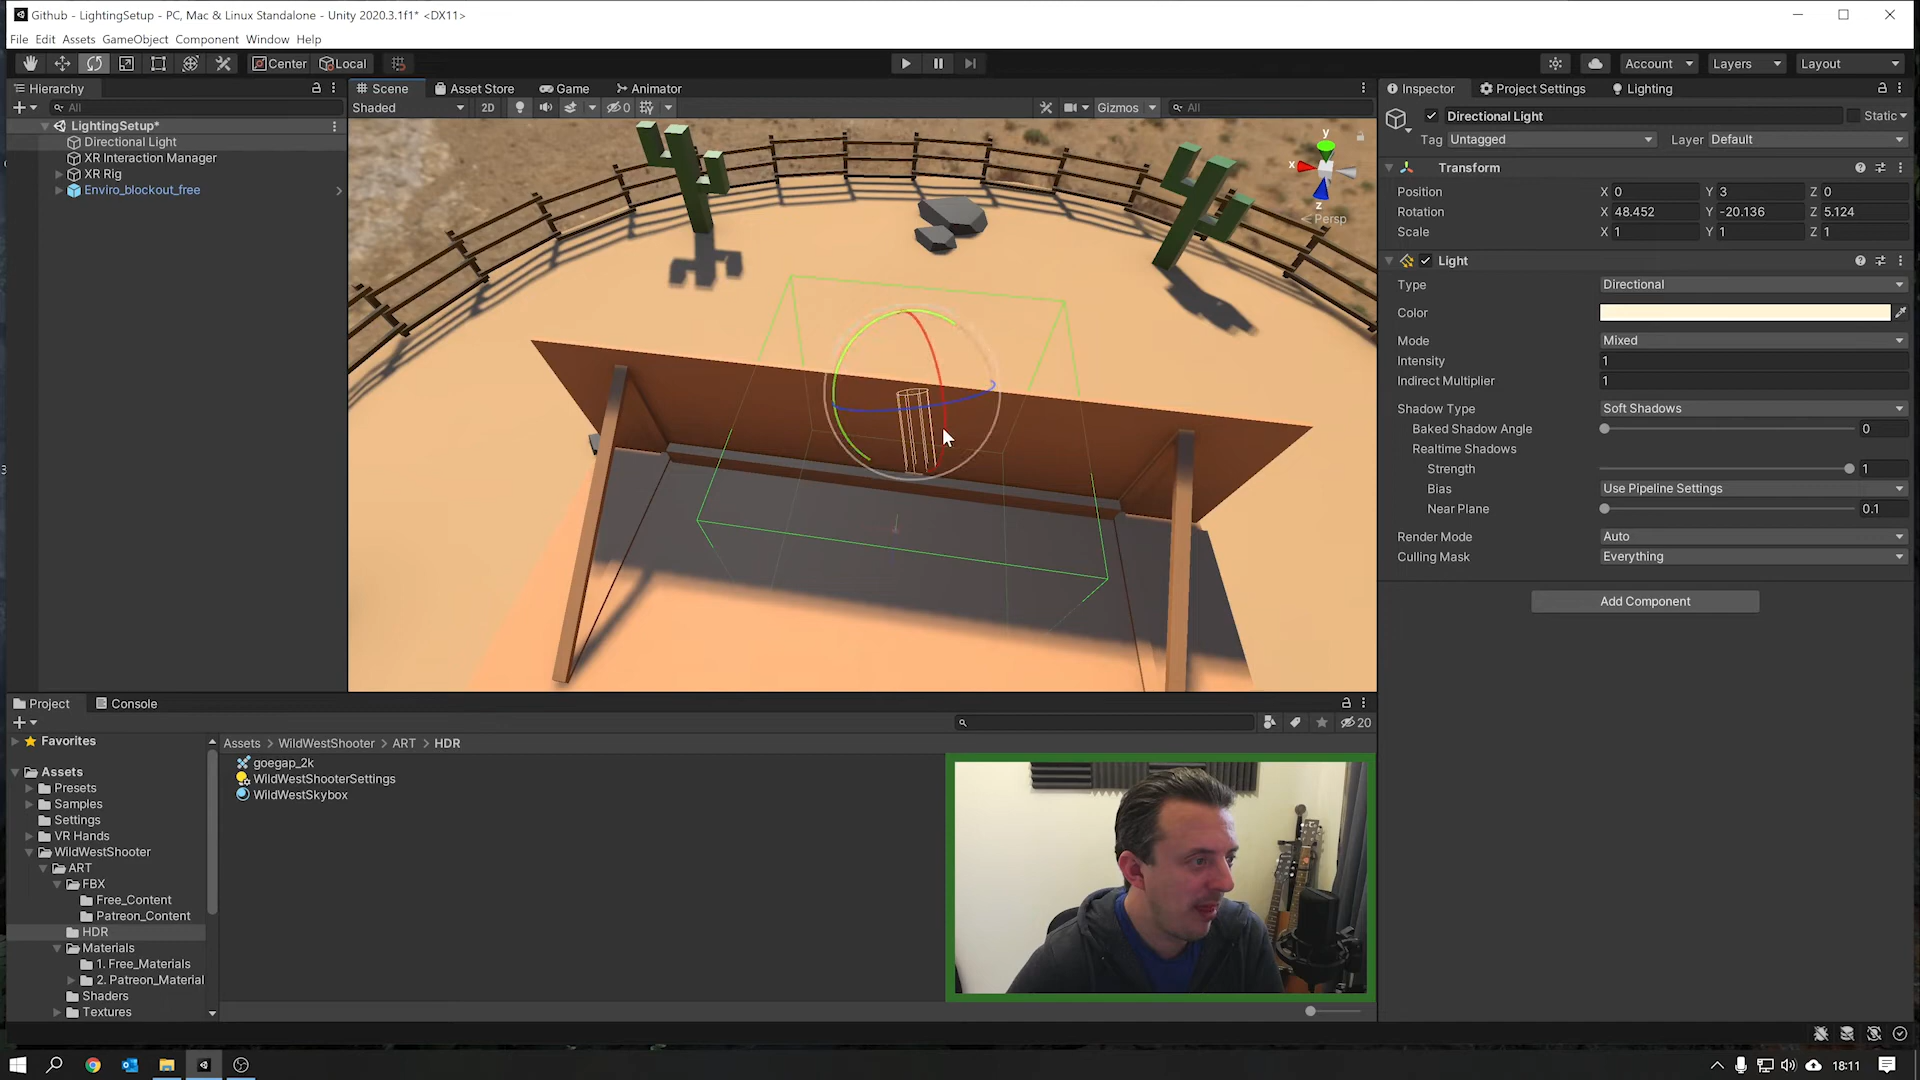 Github - LightingSetup - PC, Mac & Linux Standalone - Unity 2020.3.1f1* <DX11>
File Edit Assets GameObject Component Window Help
Center Local Account Layers Layout
Hierarchy
All
LightingSetup*
Directional Light
XR Interaction Manager
XR Rig
Enviro_blockout_free
Scene Asset Store Game Animator
Shaded 2D 0 Gizmos All
y
x
z
Persp
Inspector Project Settings Lighting
Directional Light Static
Tag Untagged Layer Default
Transform
Position X 0 Y 3 Z 0
Rotation X 48.452 Y -20.136 Z 5.124
Scale X 1 Y 1 Z 1
Light
Type Directional
Color
Mode Mixed
Intensity 1
Indirect Multiplier 1
Shadow Type Soft Shadows
Baked Shadow Angle 0
Realtime Shadows
Strength 1
Bias Use Pipeline Settings
Near Plane 0.1
Render Mode Auto
Culling Mask Everything
Add Component
Project Console
20
Favorites
Assets
Presets
Samples
Settings
VR Hands
WildWestShooter
ART
FBX
Free_Content
Patreon_Content
HDR
Materials
1. Free_Materials
2. Patreon_Material
Shaders
Textures
Assets > WildWestShooter > ART > HDR
goegap_2k
WildWestShooterSettings
WildWestSkybox
18:11